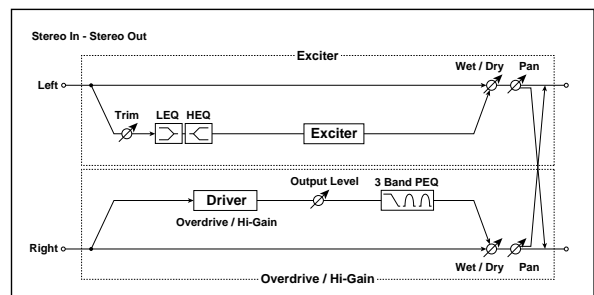 Stereo In - Stereo Out
Exciter
Wet / Dry Pan
Left
Trim LEQ HEQ
Exciter
Output Level 3 Band PEQ
Driver
Overdrive / Hi-Gain
Right
Wet / Dry Pan
Overdrive / Hi-Gain